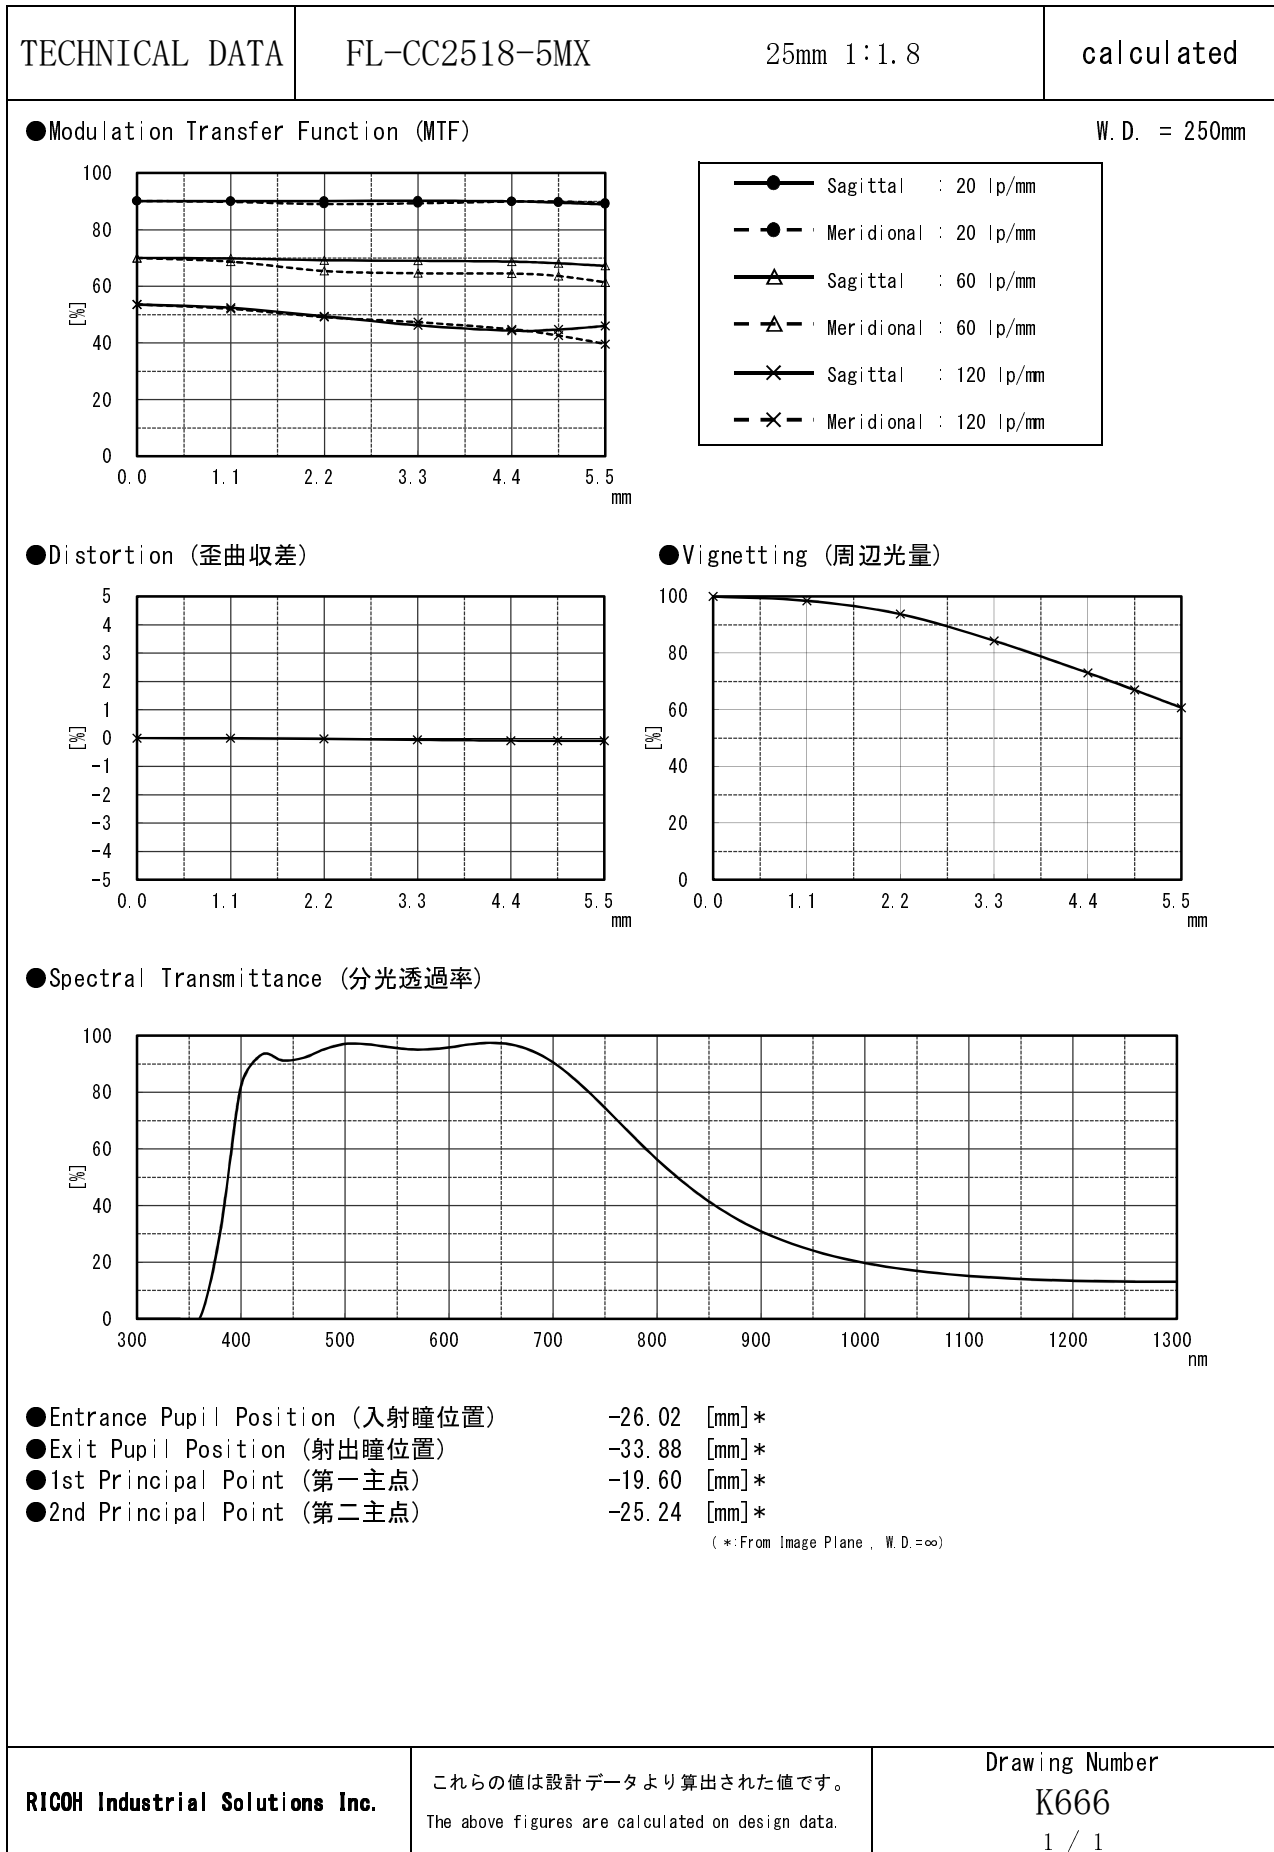 TECHNICAL DATA FL-CC2518-5MX 25mm 1:1.8 calculated
●Modulation Transfer Function (MTF) W.D. = 250mm
100
80
60
40
20
0
[%]
0.0 1.1 2.2 3.3 4.4 5.5
mm
Sagittal : 20 lp/mm
Meridional : 20 lp/mm
Sagittal : 60 lp/mm
Meridional : 60 lp/mm
Sagittal : 120 lp/mm
Meridional : 120 lp/mm
●Distortion (歪曲収差)
5
4
3
2
1
0
-1
-2
-3
-4
-5
[%]
0.0 1.1 2.2 3.3 4.4 5.5
mm
●Vignetting (周辺光量)
100
80
60
40
20
0
[%]
0.0 1.1 2.2 3.3 4.4 5.5
mm
●Spectral Transmittance (分光透過率)
100
80
60
40
20
0
[%]
300 400 500 600 700 800 900 1000 1100 1200 1300
nm
●Entrance Pupil Position (入射瞳位置) -26.02 [mm]*
●Exit Pupil Position (射出瞳位置) -33.88 [mm]*
●1st Principal Point (第一主点) -19.60 [mm]*
●2nd Principal Point (第二主点) -25.24 [mm]*
( *:From Image Plane , W.D.=∞)
RICOH Industrial Solutions Inc.
これらの値は設計データより算出された値です。
The above figures are calculated on design data.
Drawing Number
K666
1 / 1